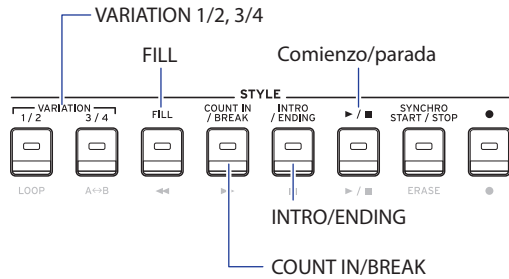 VARIATION 1/2, 3/4
FILL
Comienzo/parada
STYLE
VARIATION
1 / 2
3 / 4
FILL
COUNT IN
/ BREAK
INTRO
/ ENDING
►/■
SYNCHRO
START / STOP
●
LOOP
A↔B
◄◄
►►
►/■
ERASE
●
INTRO/ENDING
COUNT IN/BREAK